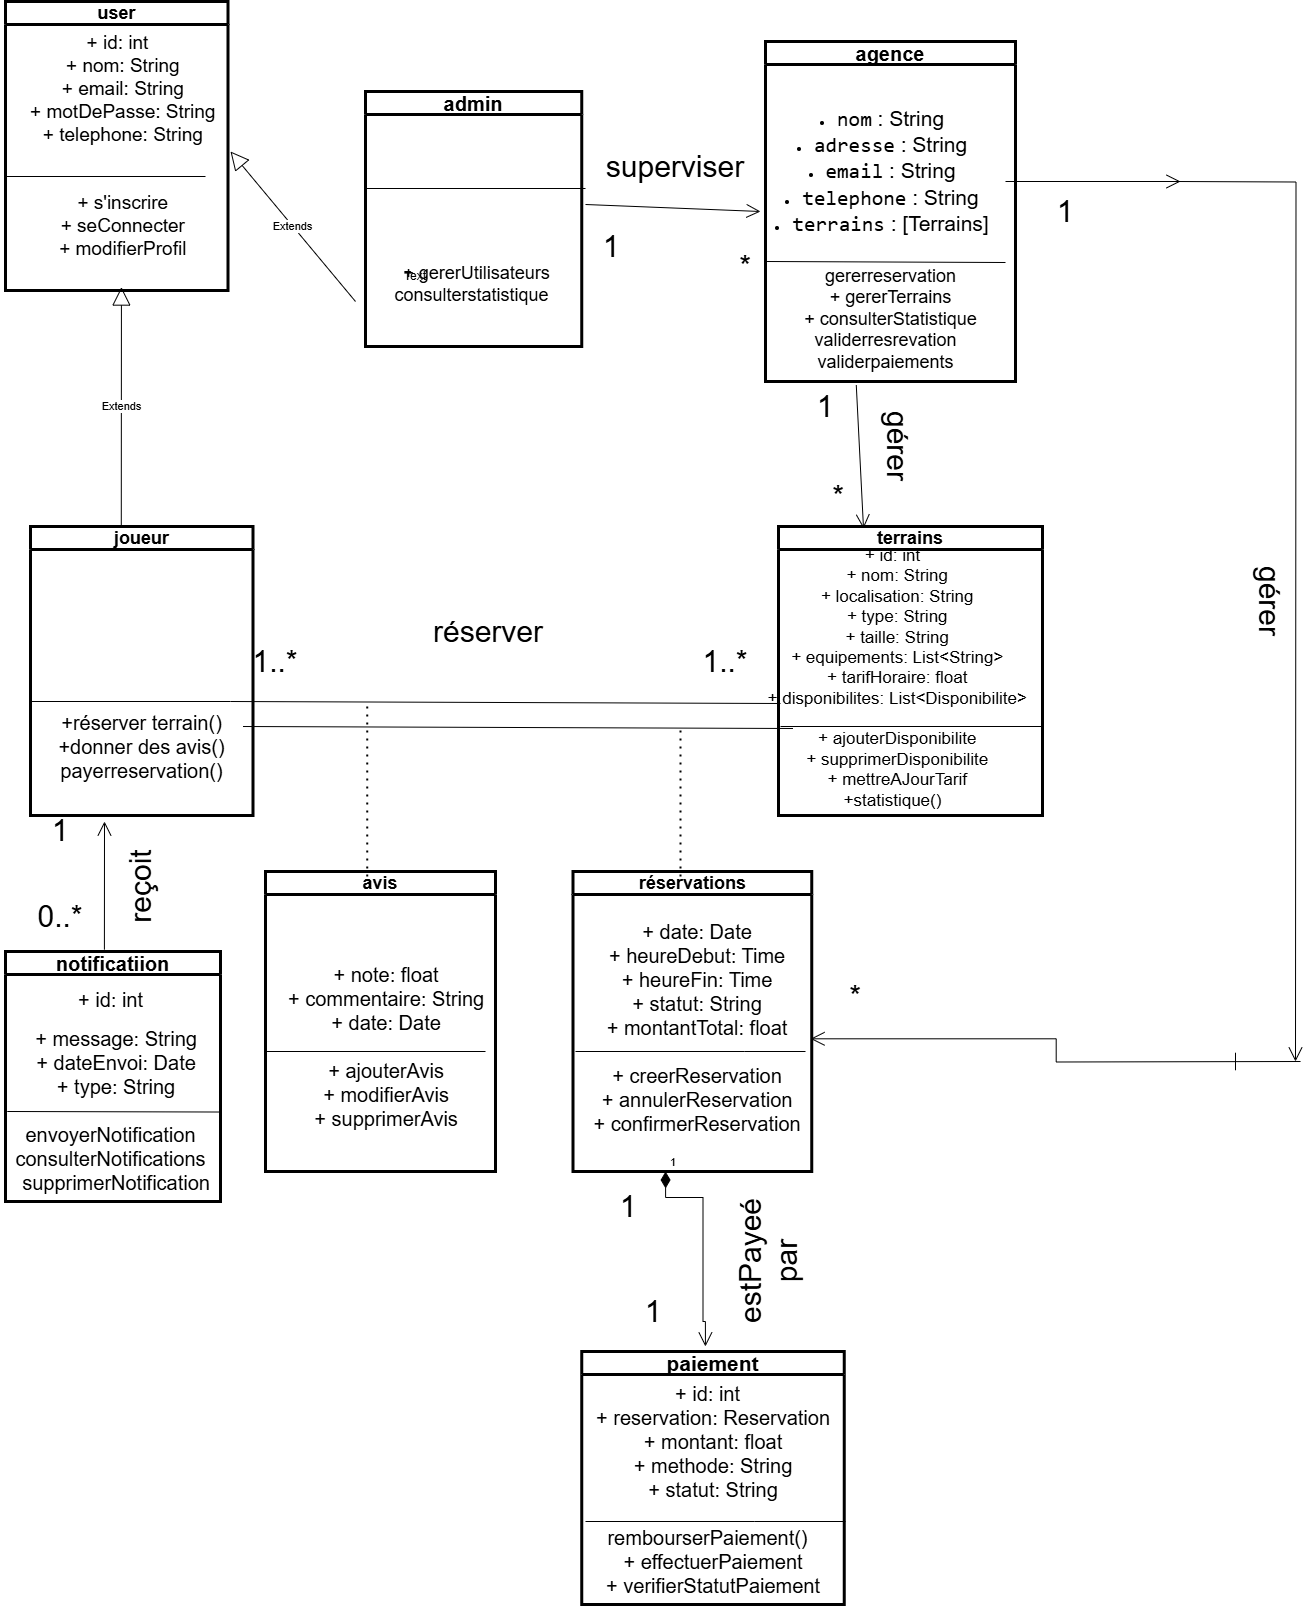 user
+ id: int
+ nom: String
+ email: String
+ motDePasse: String
+ telephone: String
+ s'inscrire
+ seConnecter
+ modifierProfil
Extends
admin
+ gererUtilisateurs
Text
consulterstatistique
superviser
1
*
agence
• nom : String
• adresse : String
• email : String
• telephone : String
• terrains : [Terrains]
gererreservation
+ gererTerrains
+ consulterStatistique
validerresrevation
validerpaiements
1
1
gérer
*
gérer
Extends
joueur
+réserver terrain()
+donner des avis()
payerreservation()
réserver
1..*
1..*
terrains
+ id: int
+ nom: String
+ localisation: String
+ type: String
+ taille: String
+ equipements: List<String>
+ tarifHoraire: float
+ disponibilites: List<Disponibilite>
+ ajouterDisponibilite
+ supprimerDisponibilite
+ mettreAJourTarif
+statistique()
1
reçoit
0..*
notificatiion
+ id: int
+ message: String
+ dateEnvoi: Date
+ type: String
envoyerNotification
consulterNotifications
supprimerNotification
avis
+ note: float
+ commentaire: String
+ date: Date
+ ajouterAvis
+ modifierAvis
+ supprimerAvis
réservations
+ date: Date
+ heureDebut: Time
+ heureFin: Time
+ statut: String
+ montantTotal: float
+ creerReservation
+ annulerReservation
+ confirmerReservation
*
1
1
estPayeé
par
1
paiement
+ id: int
+ reservation: Reservation
+ montant: float
+ methode: String
+ statut: String
rembourserPaiement()
+ effectuerPaiement
+ verifierStatutPaiement